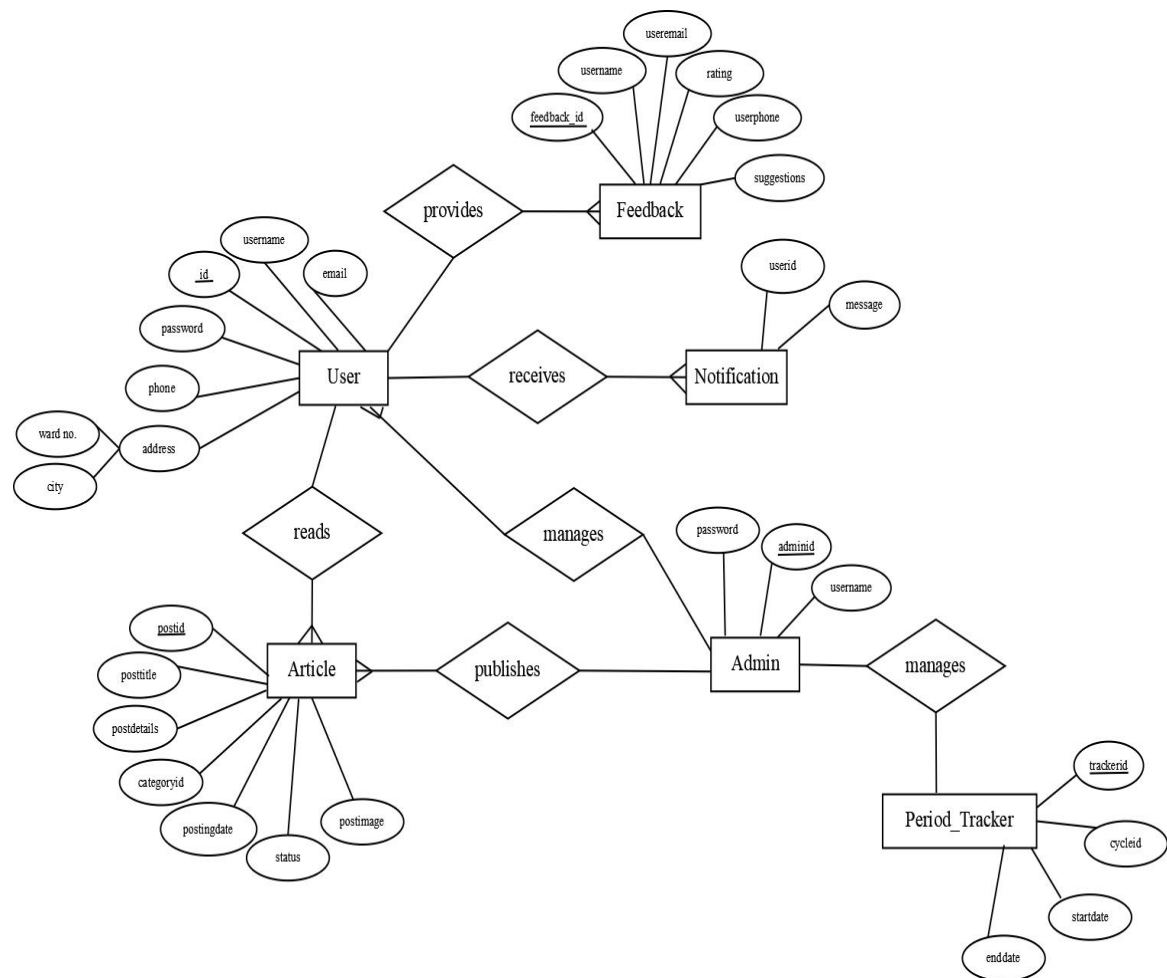 useremail
username
rating
feedback_id
userphone
suggestions
provides
Feedback
username
email
id
userid
message
password
User
receives
Notification
phone
ward no.
address
city
reads
manages
password
adminid
username
postid
Article
publishes
Admin
manages
posttitle
postdetails
categoryid
postingdate
status
postimage
trackerid
Period_Tracker
cycleid
startdate
enddate